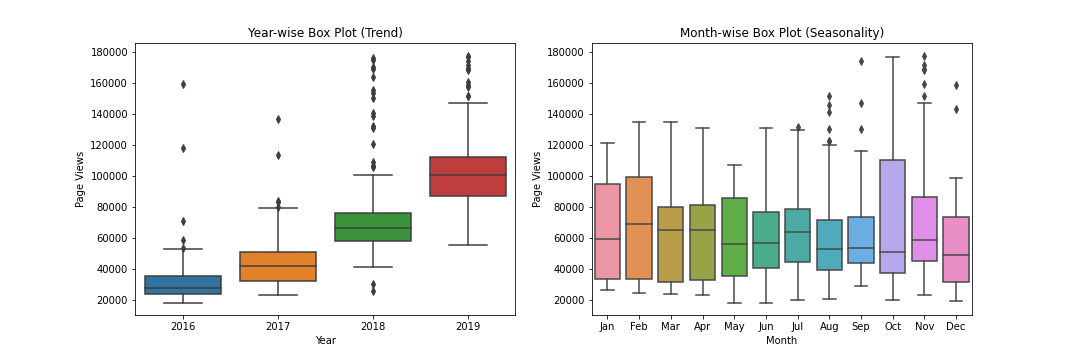 Year-wise Box Plot (Trend)
180000
160000
140000
120000
100000
80000
60000
40000
20000
Page Views
2016 2017 2018 2019
Year
Month-wise Box Plot (Seasonality)
180000
160000
140000
120000
100000
80000
60000
40000
20000
Page Views
Jan Feb Mar Apr May Jun Jul Aug Sep Oct Nov Dec
Month